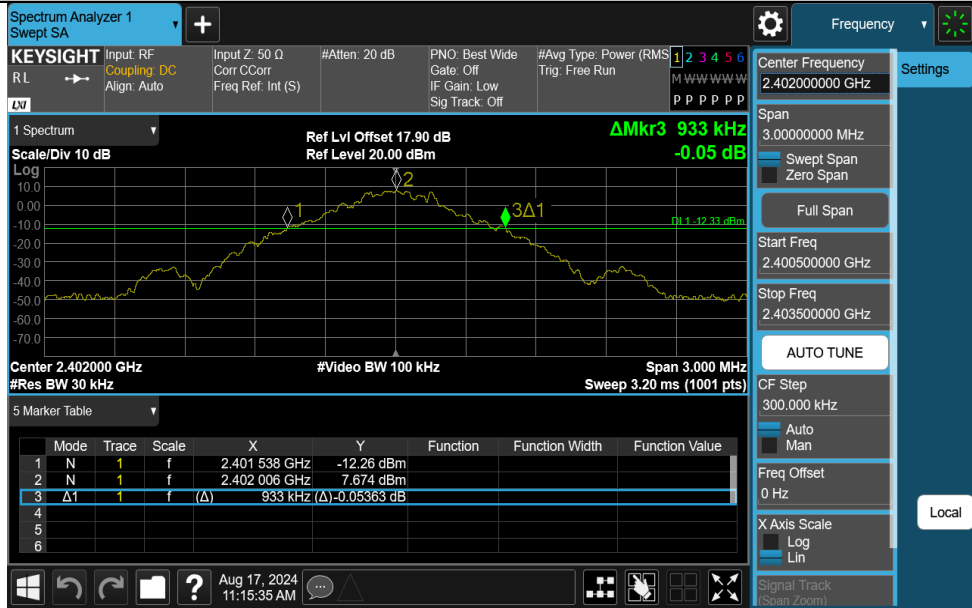 Spectrum Analyzer 1
Swept SA
+
Frequency
KEYSIGHT
RL
LXI
Input: RF
Coupling: DC
Align: Auto
Input Z: 50 Ω
Corr CCorr
Freq Ref: Int (S)
#Atten: 20 dB
PNO: Best Wide
Gate: Off
IF Gain: Low
Sig Track: Off
#Avg Type: Power (RMS
Trig: Free Run
1 2 3 4 5 6
M W W W W W
P P P P P P
1 Spectrum
Scale/Div 10 dB
Ref Lvl Offset 17.90 dB
Ref Level 20.00 dBm
ΔMkr3 933 kHz
-0.05 dB
Log
10.0
0.00
-10.0
-20.0
-30.0
-40.0
-50.0
-60.0
-70.0
1
2
3Δ1
DL1 -12.33 dBm
Center 2.402000 GHz
#Video BW 100 kHz
Span 3.000 MHz
#Res BW 30 kHz
Sweep 3.20 ms (1001 pts)
5 Marker Table
Mode Trace Scale X Y Function Function Width Function Value
1 N 1 f 2.401 538 GHz -12.26 dBm
2 N 1 f 2.402 006 GHz 7.674 dBm
3 Δ1 1 f (Δ) 933 kHz (Δ) -0.05363 dB
4
5
6
?
Aug 17, 2024
11:15:35 AM
Center Frequency
2.402000000 GHz
Settings
Span
3.00000000 MHz
Swept Span
Zero Span
Full Span
Start Freq
2.400500000 GHz
Stop Freq
2.403500000 GHz
AUTO TUNE
CF Step
300.000 kHz
Auto
Man
Freq Offset
0 Hz
Local
X Axis Scale
Log
Lin
Signal Track
(Span Zoom)